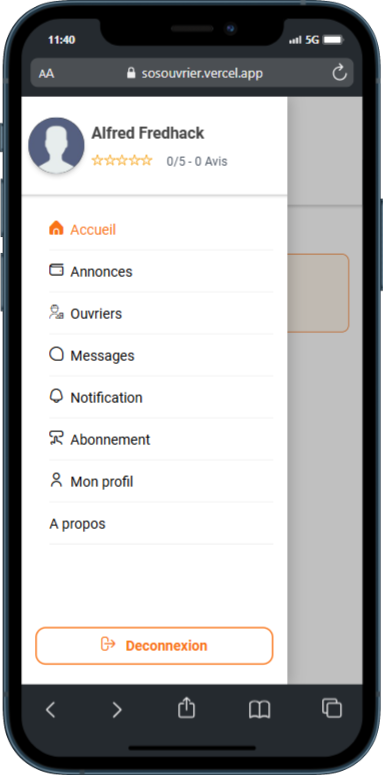 11:40
5G
AA
sosouvrier.vercel.app
Alfred Fredhack
0/5 - 0 Avis
Accueil
Annonces
Ouvriers
Messages
Notification
Abonnement
Mon profil
A propos
Deconnexion